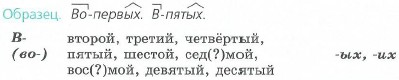 Образец. Во-первых. В-пятых.
В- второй, третий, четвёртый,
(во-) пятый, шестой, сед(?)мой, -ых, -их
вос(?)мой, девятый, десятый